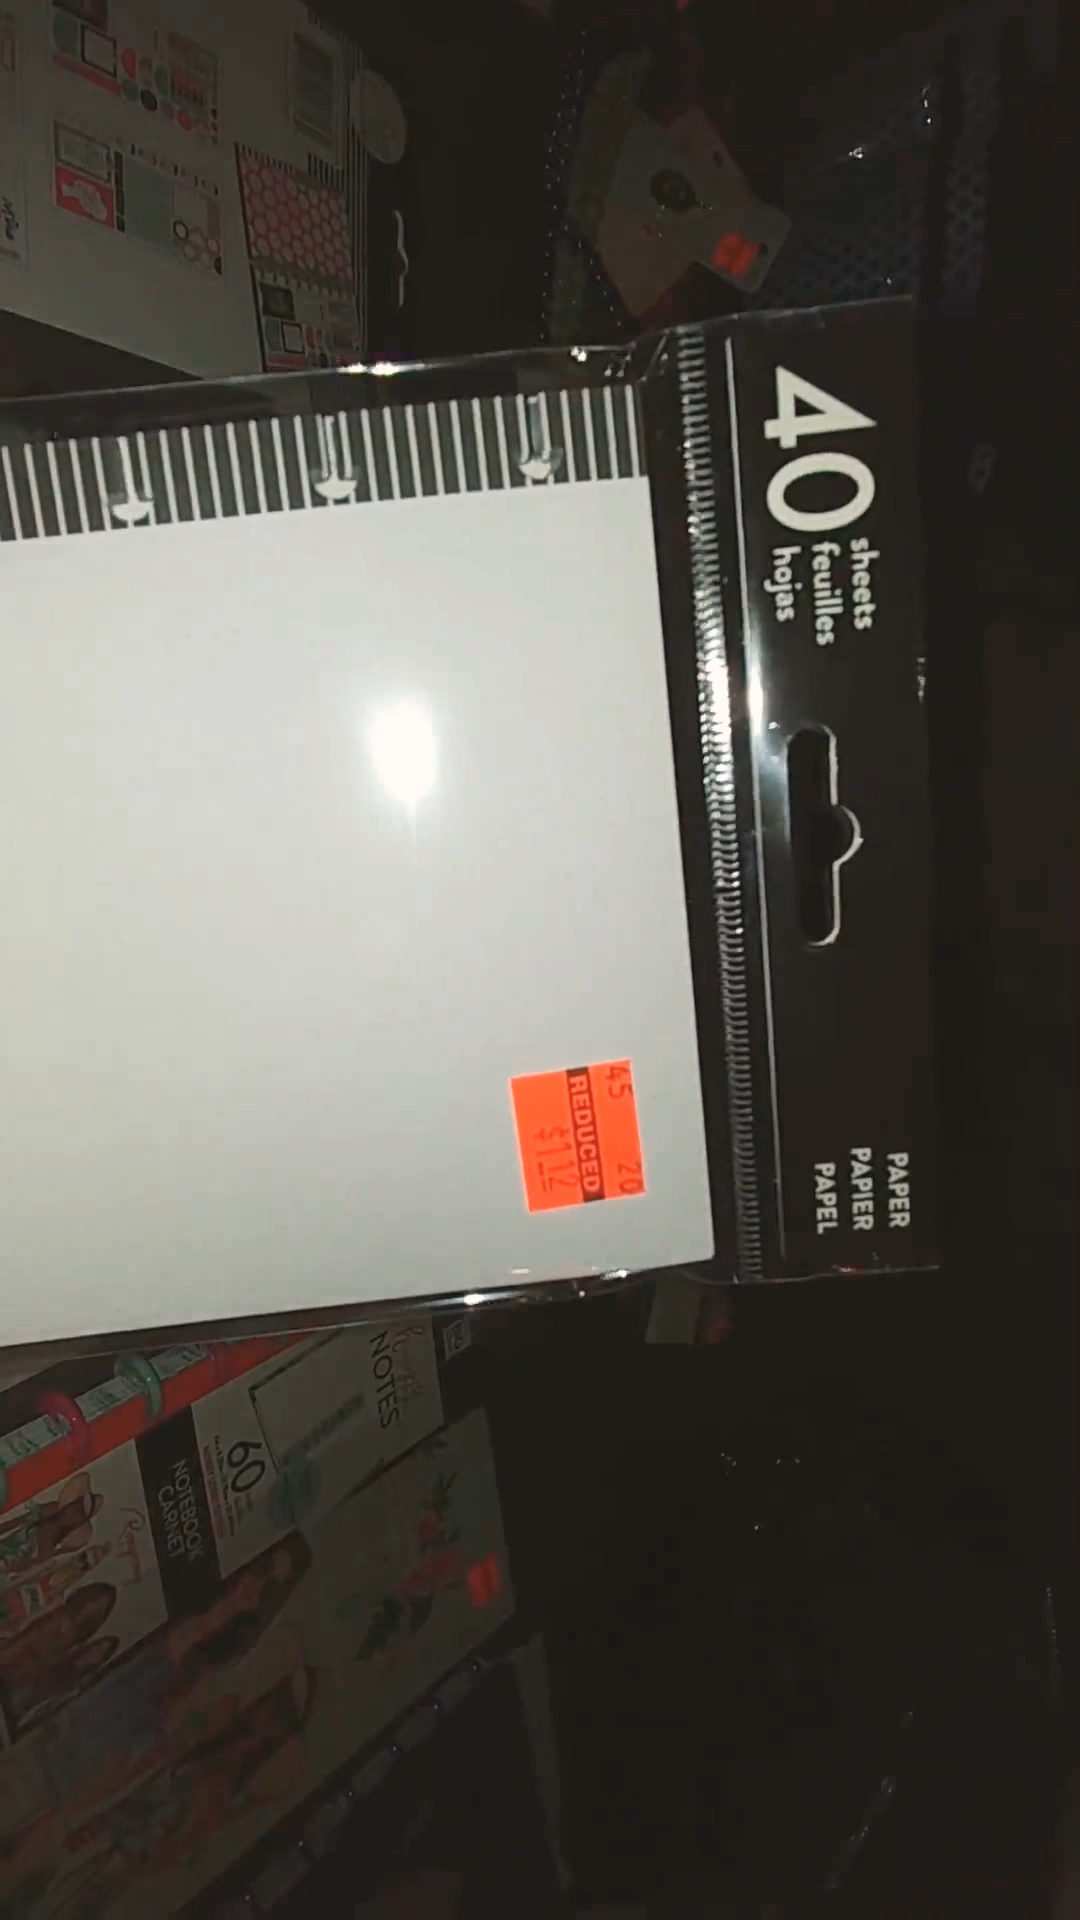 40
sheets
feuilles
hojas
PAPER
PAPIER
PAPEL
45 20
REDUCED
$1.12
NOTES
60
NOTEBOOK
CARNET